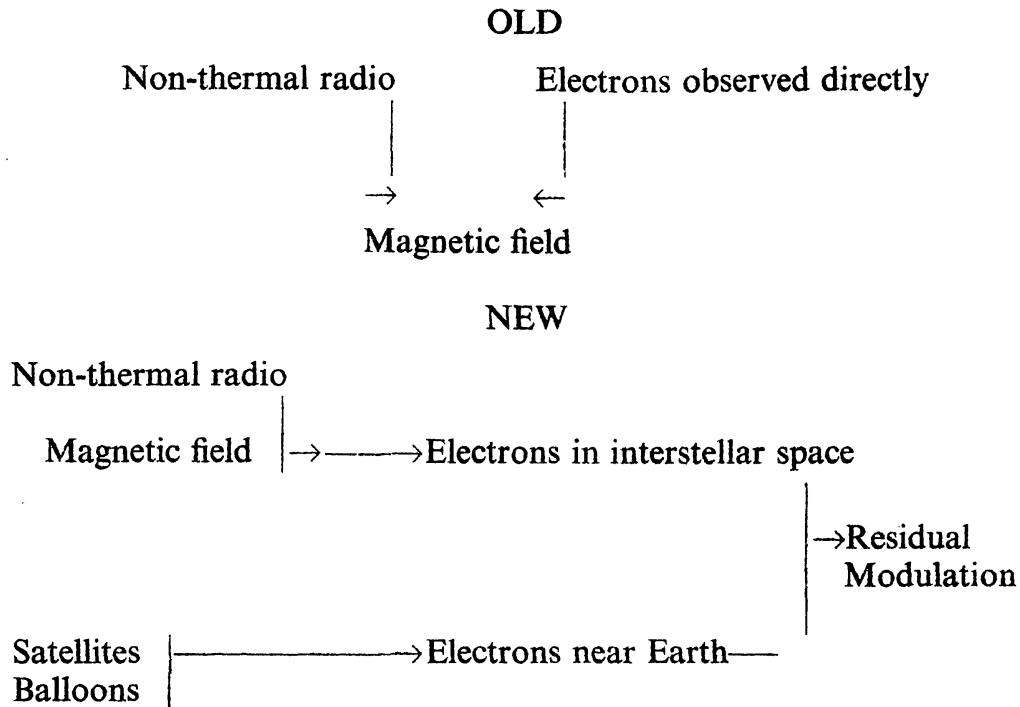 OLD
Non-thermal radio Electrons observed directly
→ ←
Magnetic field
NEW
Non-thermal radio
Magnetic field →→ Electrons in interstellar space
→ Residual
Modulation
Satellites → Electrons near Earth
Balloons